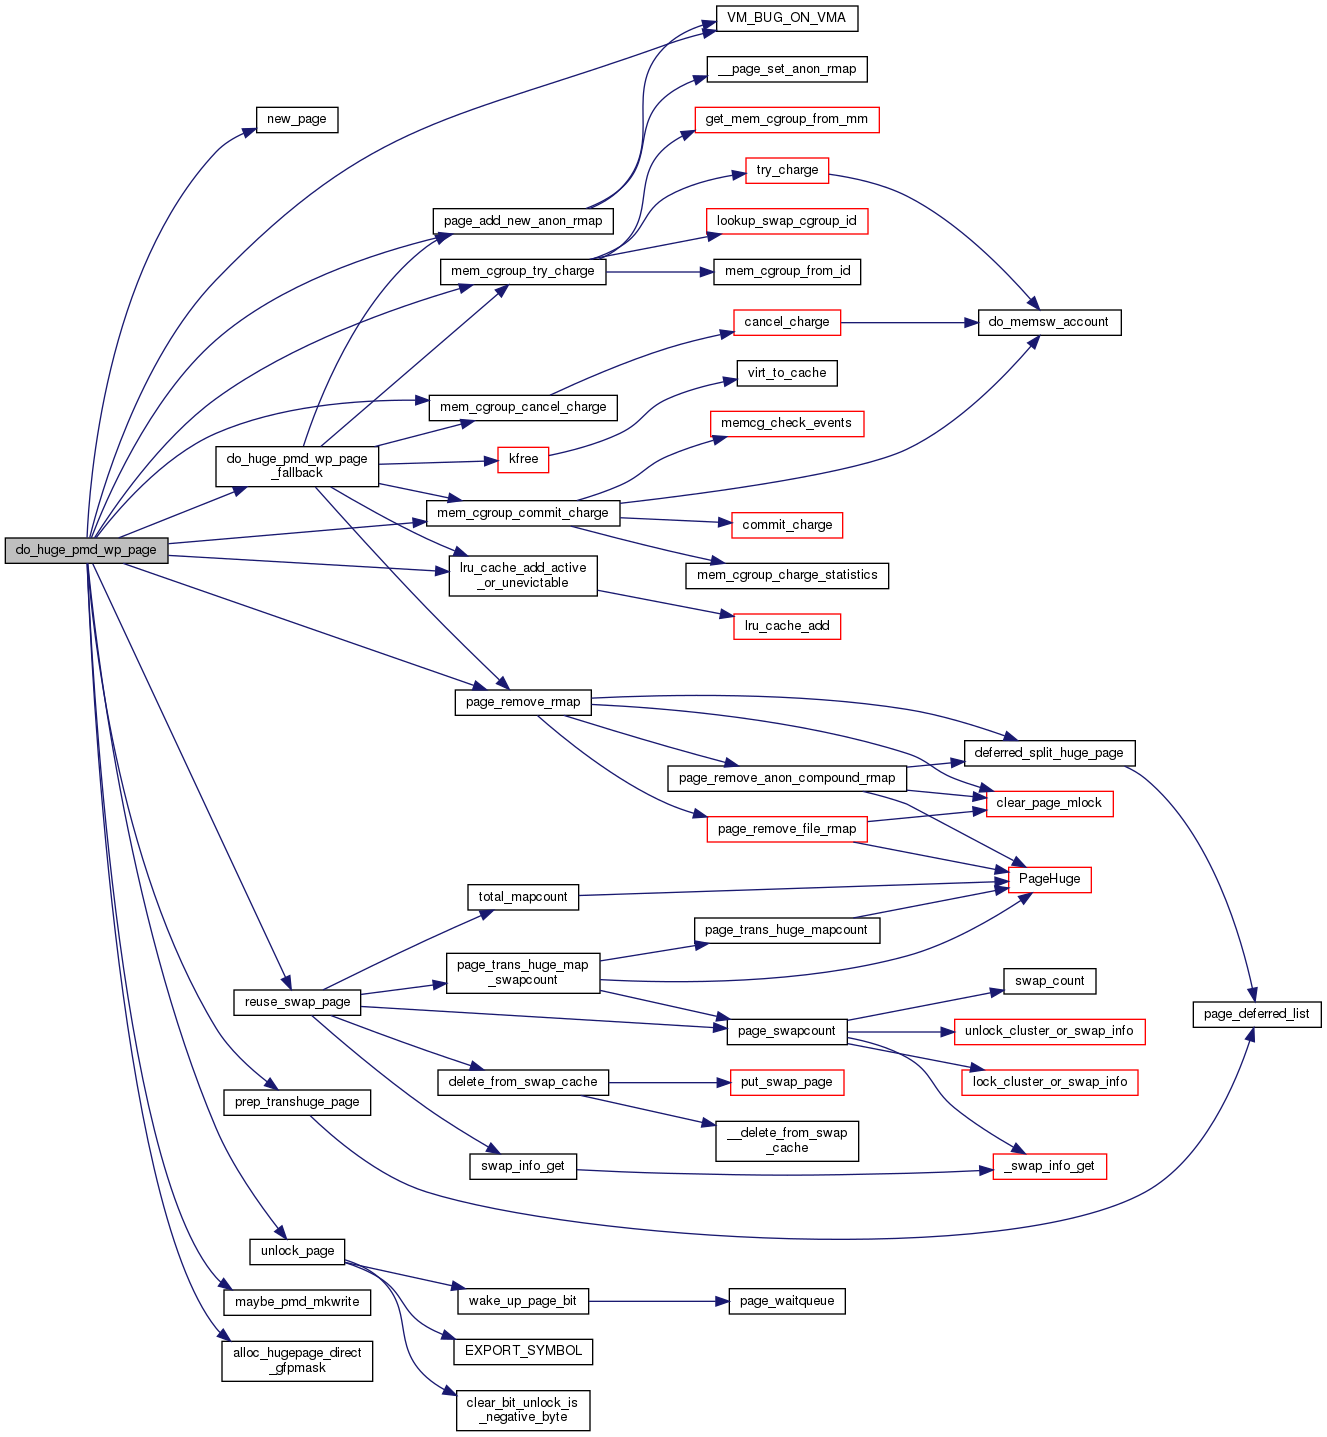 VM_BUG_ON_VMA
__page_set_anon_rmap
new_page
get_mem_cgroup_from_mm
try_charge
page_add_new_anon_rmap
lookup_swap_cgroup_id
mem_cgroup_try_charge
mem_cgroup_from_id
cancel_charge
do_memsw_account
virt_to_cache
mem_cgroup_cancel_charge
memcg_check_events
do_huge_pmd_wp_page
_fallback
kfree
mem_cgroup_commit_charge
commit_charge
do_huge_pmd_wp_page
lru_cache_add_active
_or_unevictable
mem_cgroup_charge_statistics
lru_cache_add
page_remove_rmap
deferred_split_huge_page
page_remove_anon_compound_rmap
clear_page_mlock
page_remove_file_rmap
PageHuge
total_mapcount
page_trans_huge_mapcount
page_trans_huge_map
_swapcount
swap_count
reuse_swap_page
page_deferred_list
page_swapcount
unlock_cluster_or_swap_info
delete_from_swap_cache
put_swap_page
lock_cluster_or_swap_info
prep_transhuge_page
__delete_from_swap
_cache
swap_info_get
_swap_info_get
unlock_page
maybe_pmd_mkwrite
wake_up_page_bit
page_waitqueue
alloc_hugepage_direct
_gfpmask
EXPORT_SYMBOL
clear_bit_unlock_is
_negative_byte